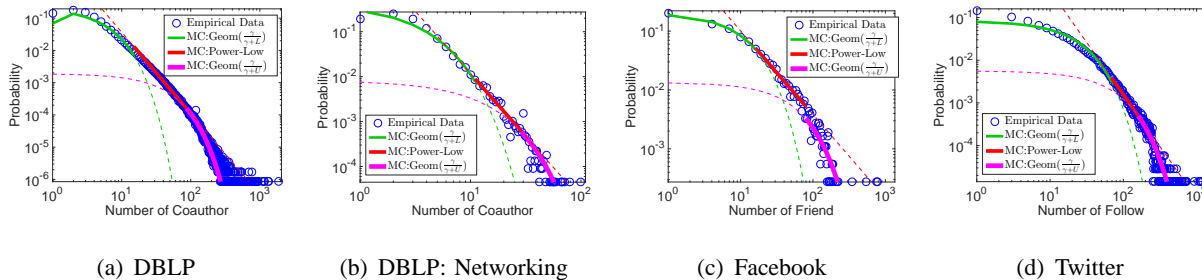 10^0
10^-1
10^-2
10^-3
10^-4
10^-5
10^-6
Probability
10^0 10^1 10^2 10^3
Number of Coauthor
Empirical Data
MC:Geom(γ/γ+L)
MC:Power-Low
MC:Geom(γ/γ+U)
(a) DBLP
10^-1
10^-2
10^-3
10^-4
Probability
10^0 10^1 10^2
Number of Coauthor
Empirical Data
MC:Geom(γ/γ+L)
MC:Power-Low
MC:Geom(γ/γ+U)
(b) DBLP: Networking
10^-1
10^-2
10^-3
Probability
10^0 10^1 10^2 10^3
Number of Friend
Empirical Data
MC:Geom(γ/γ+L)
MC:Power-Low
MC:Geom(γ/γ+U)
(c) Facebook
10^-1
10^-2
10^-3
10^-4
Probability
10^0 10^1 10^2
Number of Follow
Empirical Data
MC:Geom(γ/γ+L)
MC:Power-Low
MC:Geom(γ/γ+U)
(d) Twitter